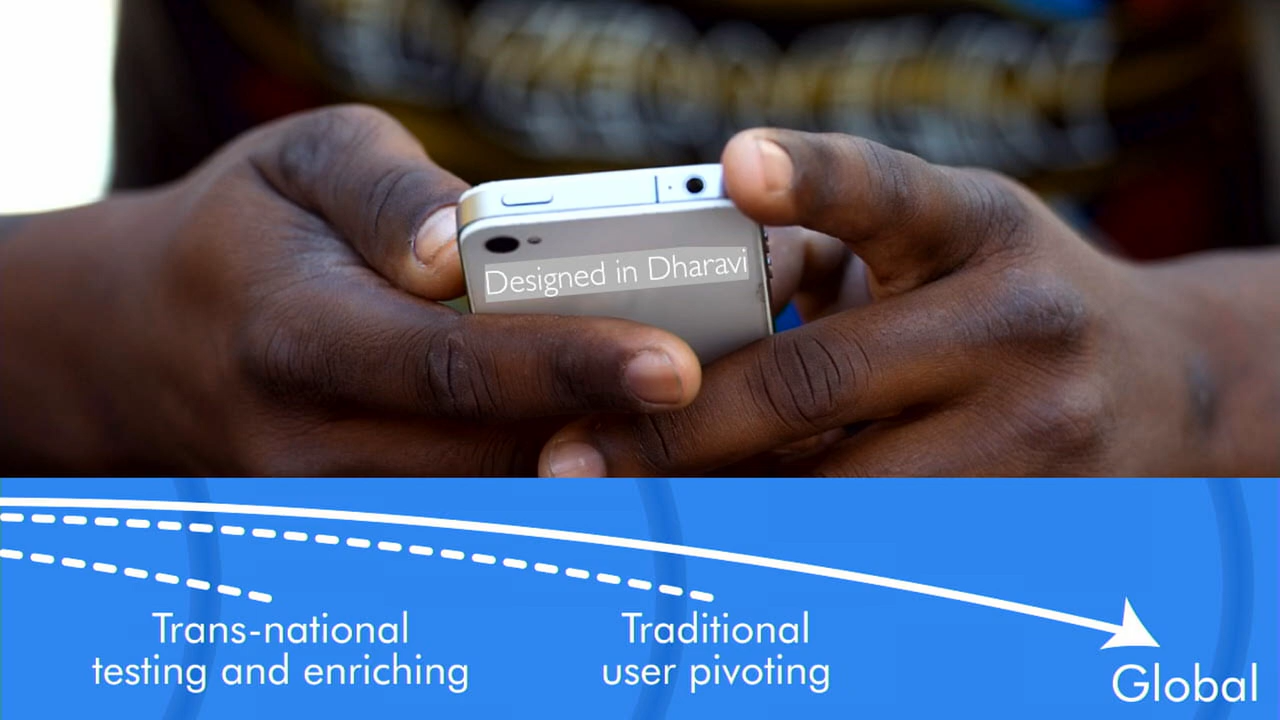 Designed in Dharavi
Trans-national
testing and enriching
Traditional
user pivoting
Global